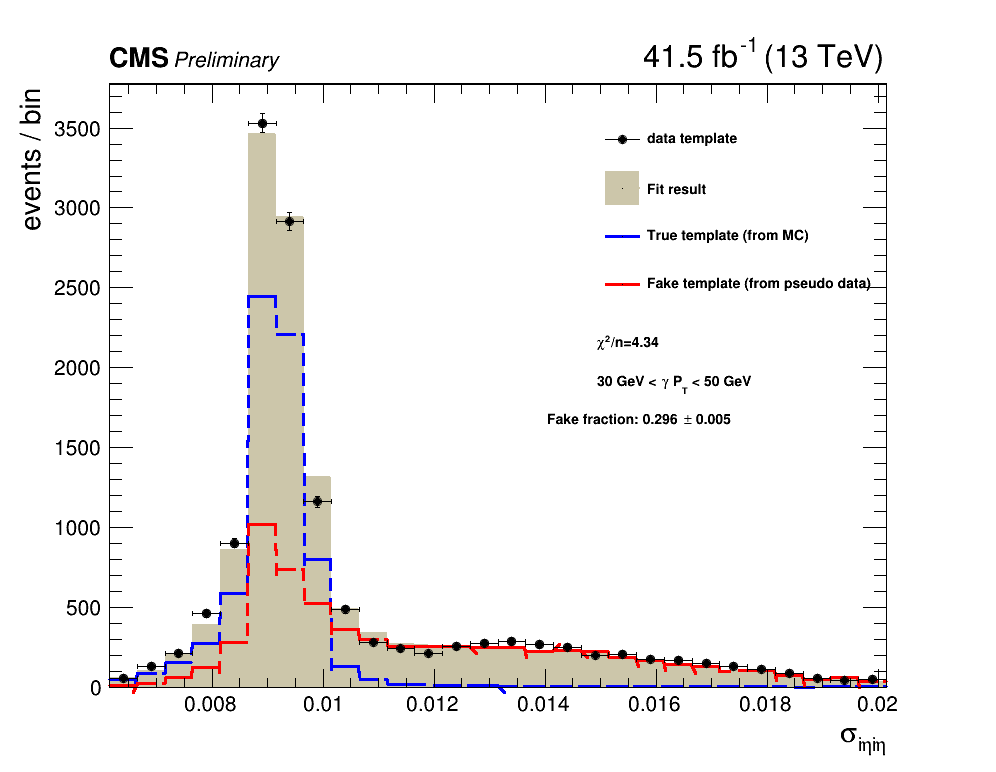 CMS Preliminary 41.5 fb⁻¹ (13 TeV)
events / bin
3500
3000
2500
2000
1500
1000
500
0
data template
Fit result
True template (from MC)
Fake template (from pseudo data)
χ²/n=4.34
30 GeV < γ P_T < 50 GeV
Fake fraction: 0.296 ± 0.005
0.008 0.01 0.012 0.014 0.016 0.018 0.02
σ_iηiη